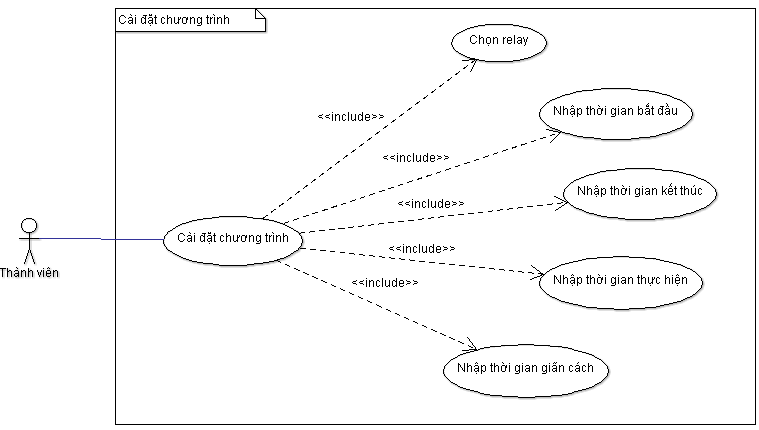 Cài đặt chương trình
Chọn relay
<<include>>
Nhập thời gian bắt đầu
<<include>>
Nhập thời gian kết thúc
<<include>>
Cài đặt chương trình
<<include>>
Thành viên
Nhập thời gian thực hiện
<<include>>
Nhập thời gian giãn cách